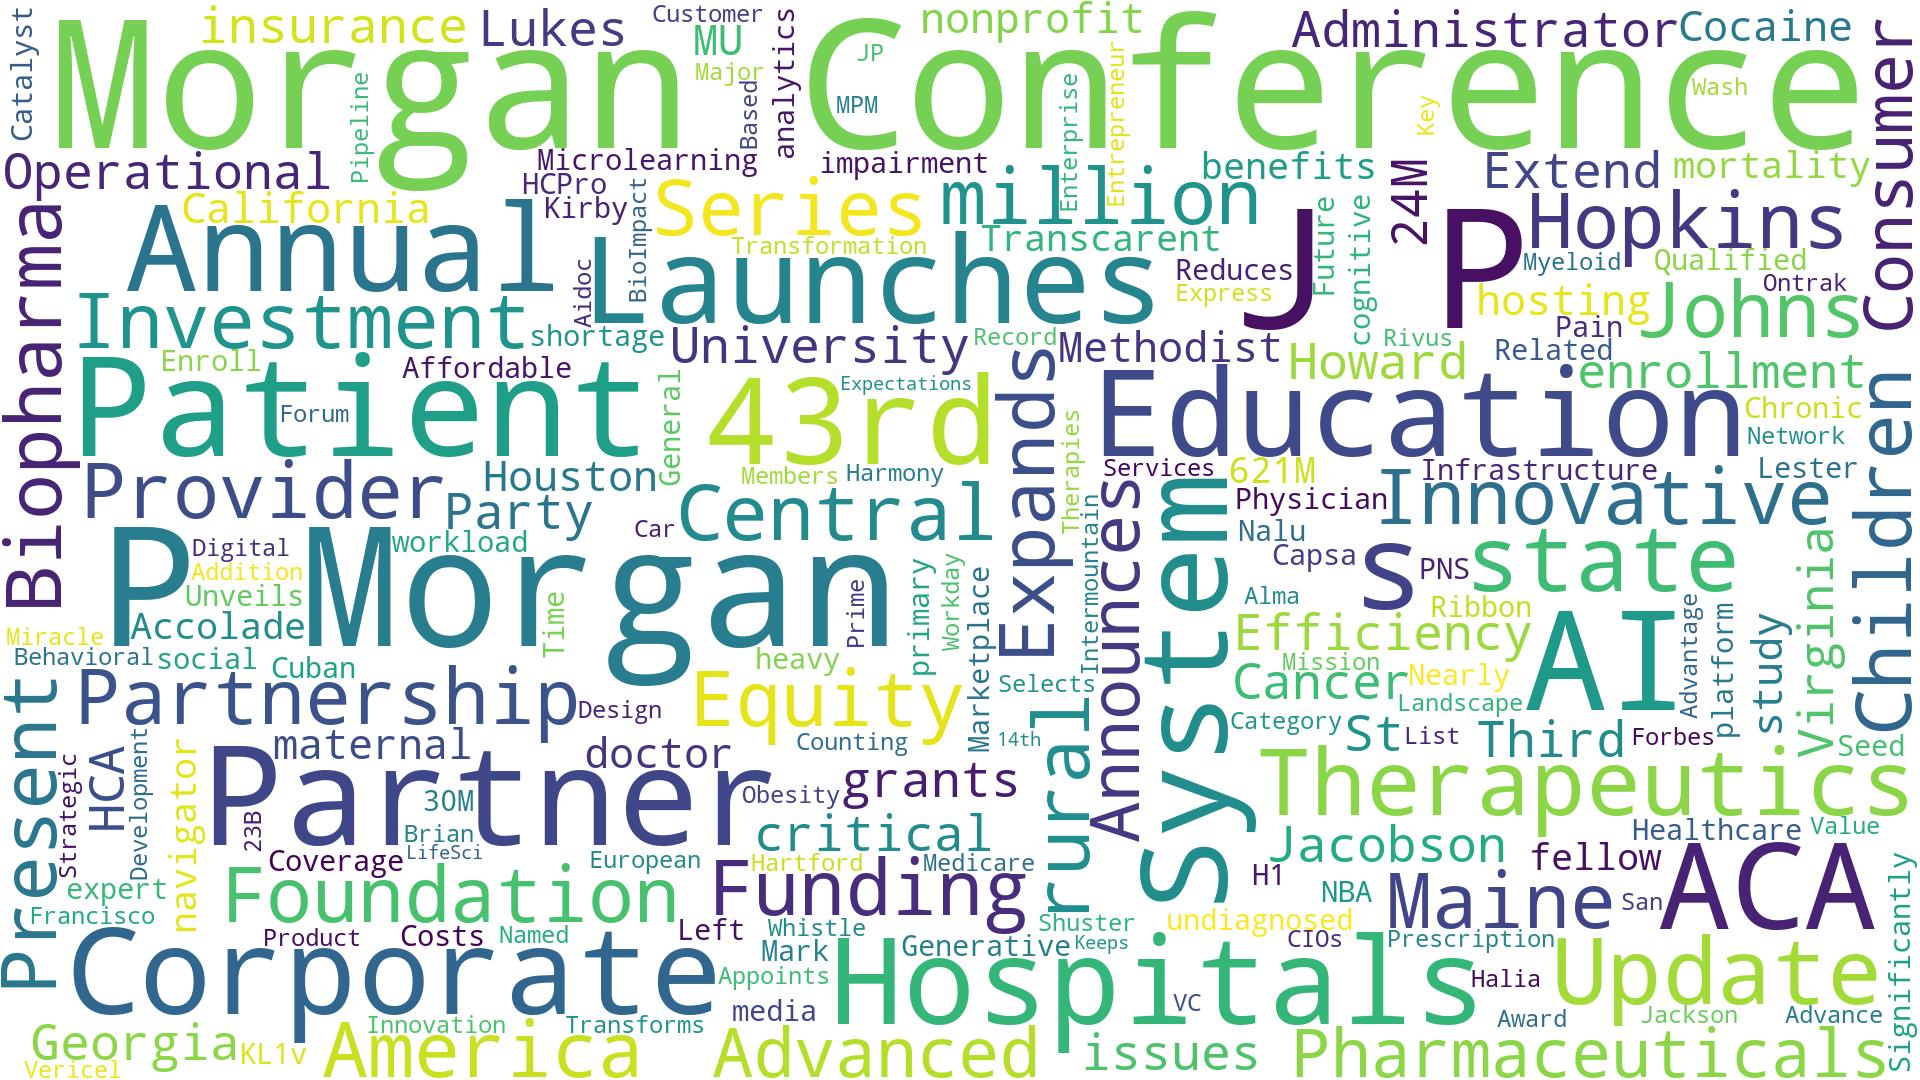 Morgan Conference
Catalyst
insurance
Lukes
Customer
MU
Major
analytics
JP
MPM
nonprofit
Administrator
Cocaine
Consumer
Pipeline
Based
Enterprise
Entrepreneur
Key
Wash
Operational
Microlearning
impairment
benefits
24M
Extend
mortality
California
HCPro
Kirby
BioImpact
Series
million
Transcarent
Transformation
Future
cognitive
Hopkins
Biopharma
Annual
Launches
J P
Reduces
Express
Myeloid
Qualified
Ontrak
hosting
Johns
Investment
Aidoc
shortage
University
Record
Methodist
Rivus
Pain
Related
Howard
enrollment
Enroll
Affordable
Patient
Forum
General
43rd
Expectations
Expands
Education
Chronic
Network
Children
Provider
Houston
Members
Harmony
Therapies
Services
621M
Infrastructure
Lester
Party
Central
Announces
System
Physician
Innovative
P Morgan
Digital
workload
Car
Intermountain
Nalu
Capsa
s
PNS
state
Addition
Unveils
Time
Prime
primary
Workday
Marketplace
Alma
Ribbon
Efficiency
AI
Advantage
platform
study
Virginia
Miracle
Accolade
Behavioral
social
Cuban
heavy
Selects
Mission
Cancer
Nearly
Landscape
Present
Partnership
Design
Equity
Category
St
List
Third
Forbes
Seed
Strategic
HCA
Development
navigator
maternal
doctor
Counting
14th
rural
Partner
30M
Obesity
grants
Therapeutics
23B
Brian
LifeSci
critical
Jacobson
Healthcare
Value
Coverage
European
Hartford
Medicare
fellow
expert
Francisco
Foundation
Funding
H1
NBA
Maine
San
ACA
Significantly
Product
Costs
Named
Left
Whistle
Shuster
undiagnosed
Mark
Generative
Keeps
CIOs
Prescription
Corporate
Appoints
Hospitals
Halia
Update
media
VC
Award
Jackson
Advance
Georgia
KL1v
Innovation
Transforms
Vericel
America
Advanced
issues
Pharmaceuticals